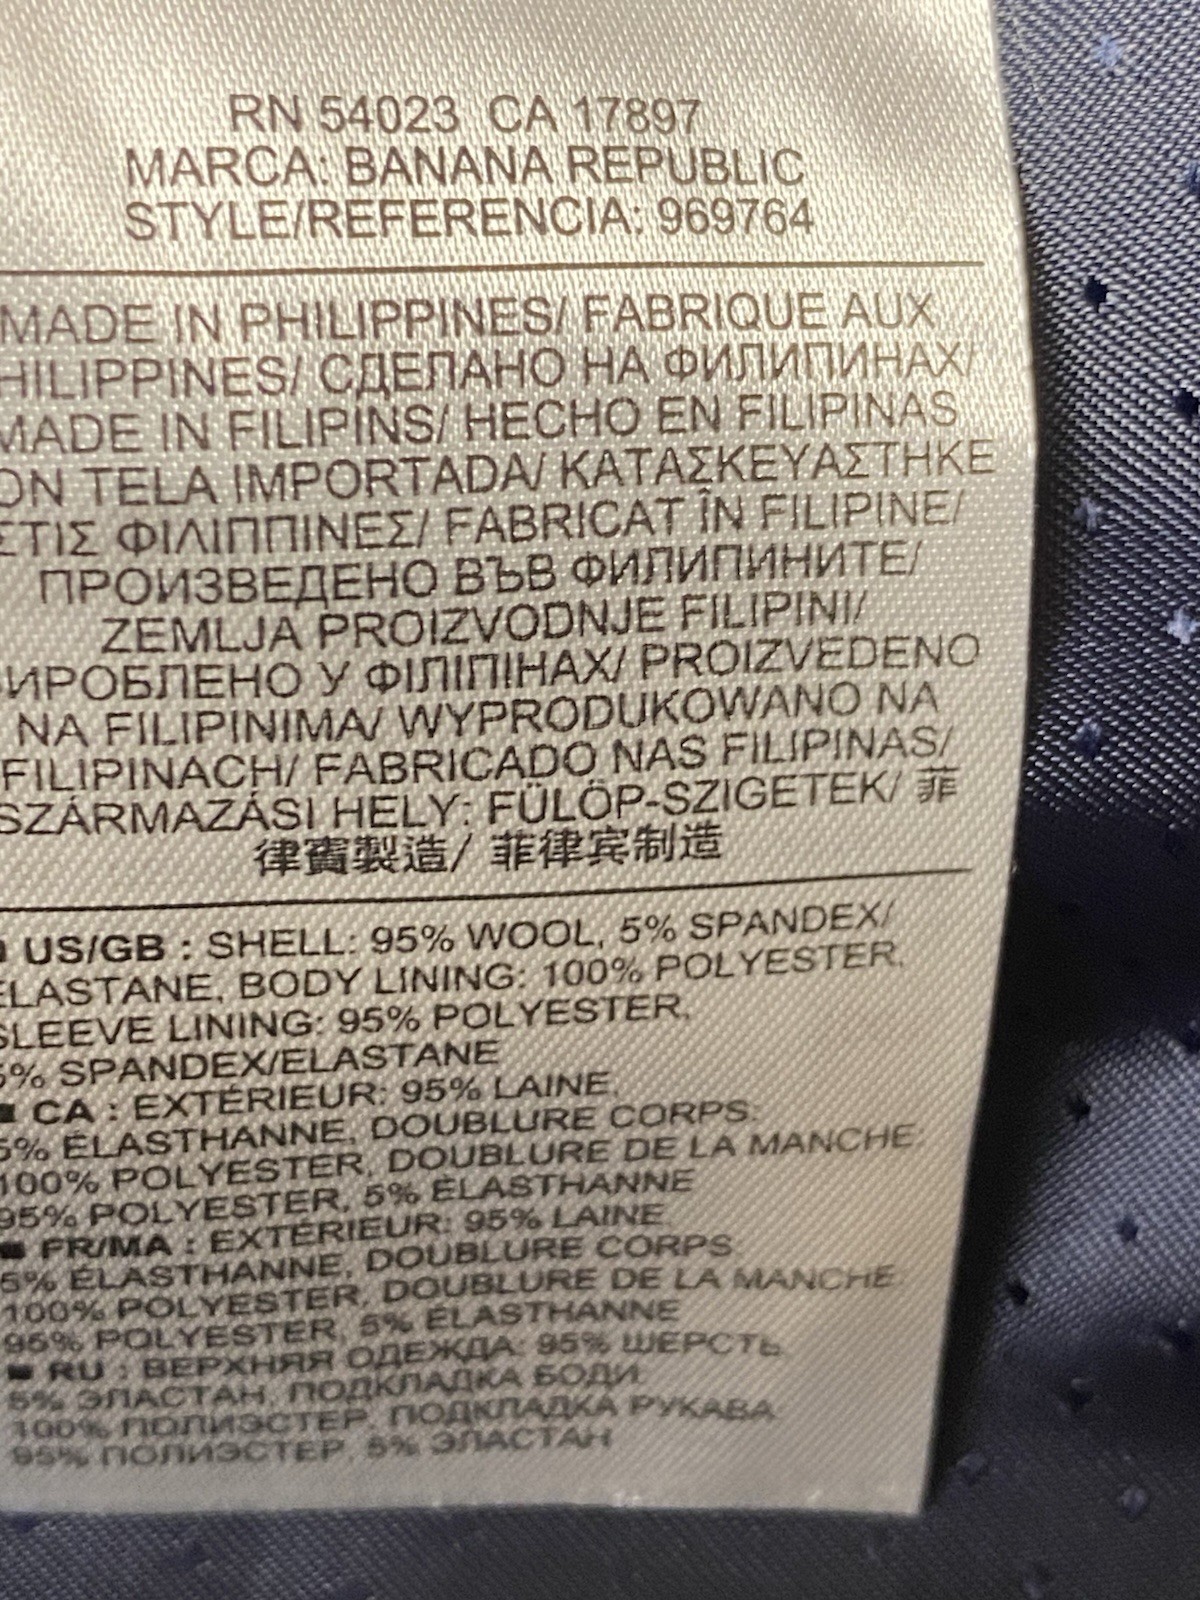 RN 54023 CA 17897
MARCA: BANANA REPUBLIC
STYLE/REFERENCIA: 969764
MADE IN PHILIPPINES/ FABRIQUE AUX
HILIPPINES/ СДЕЛАНО НА ФИЛИПИНАХ/
MADE IN FILIPINS/ HECHO EN FILIPINAS
ON TELA IMPORTADA/ ΚΑΤΑΣΚΕΥΑΣΤΗΚΕ
ΣΤΙΣ ΦΙΛΙΠΠΙΝΕΣ/ FABRICAT ÎN FILIPINE/
ПРОИЗВЕДЕНО ВЪВ ФИЛИПИНИТЕ/
ZEMLJA PROIZVODNJE FILIPINI/
ИРОБЛЕНО У ФІЛІПІНАХ/ PROIZVEDENO
NA FILIPINIMA/ WYPRODUKOWANO NA
FILIPINACH/ FABRICADO NAS FILIPINAS/
SZÁRMAZÁSI HELY: FÜLÖP-SZIGETEK/ 菲
律賓製造/ 菲律宾制造
US/GB : SHELL: 95% WOOL, 5% SPANDEX/
ELASTANE, BODY LINING: 100% POLYESTER,
SLEEVE LINING: 95% POLYESTER,
5% SPANDEX/ELASTANE
CA : EXTÉRIEUR: 95% LAINE,
5% ÉLASTHANNE, DOUBLURE CORPS:
100% POLYESTER, DOUBLURE DE LA MANCHE:
95% POLYESTER, 5% ÉLASTHANNE
FR/MA : EXTÉRIEUR: 95% LAINE,
5% ÉLASTHANNE, DOUBLURE CORPS:
100% POLYESTER, DOUBLURE DE LA MANCHE:
95% POLYESTER, 5% ÉLASTHANNE
RU : ВЕРХНЯЯ ОДЕЖДА: 95% ШЕРСТЬ,
5% ЭЛАСТАН, ПОДКЛАДКА БОДИ:
100% ПОЛИЭСТЕР, ПОДКЛАДКА РУКАВА:
95% ПОЛИЭСТЕР, 5% ЭЛАСТАН